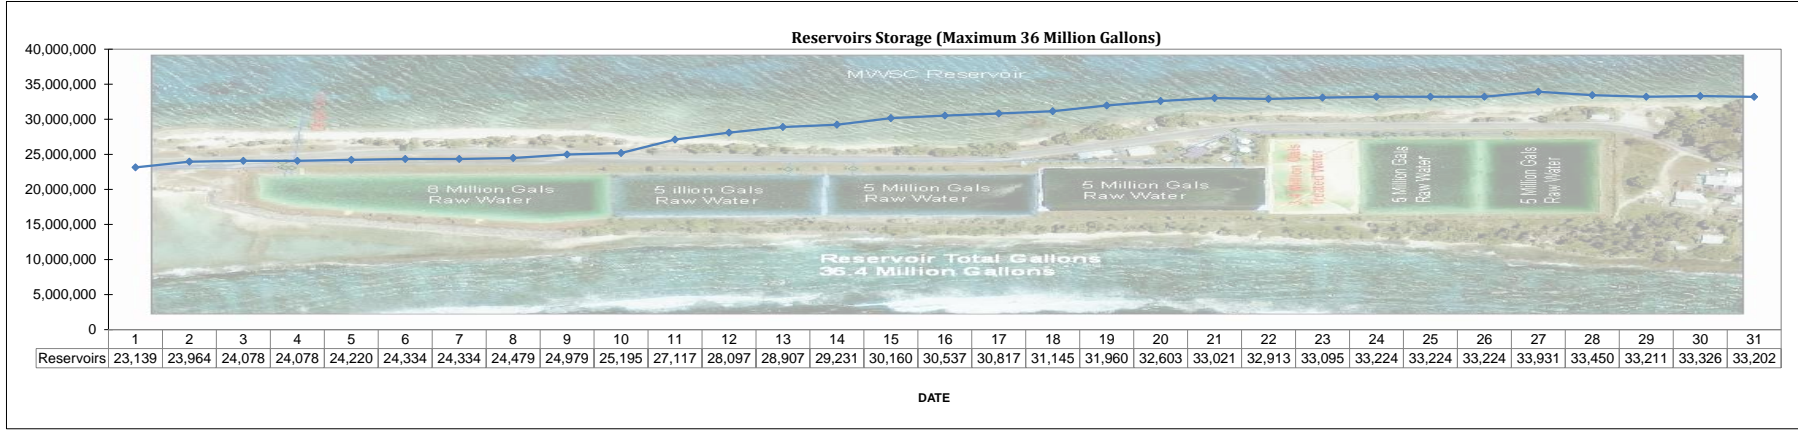 Reservoirs Storage (Maximum 36 Million Gallons)
40,000,000
35,000,000
30,000,000
25,000,000
20,000,000
15,000,000
10,000,000
5,000,000
0
MWSC Reservoir
8 Million Gals
Raw Water
5 illion Gals
Raw Water
5 Million Gals
Raw Water
5 Million Gals
Raw Water
Gals
Treated Water
5 Million Gals
Raw Water
5 Million Gals
Raw Water
Reservoir Total Gallons
36.4 Million Gallons
1 2 3 4 5 6 7 8 9 10 11 12 13 14 15 16 17 18 19 20 21 22 23 24 25 26 27 28 29 30 31
Reservoirs 23,139 23,964 24,078 24,078 24,220 24,334 24,334 24,479 24,979 25,195 27,117 28,097 28,907 29,231 30,160 30,537 30,817 31,145 31,960 32,603 33,021 32,913 33,095 33,224 33,224 33,224 33,931 33,450 33,211 33,326 33,202
DATE